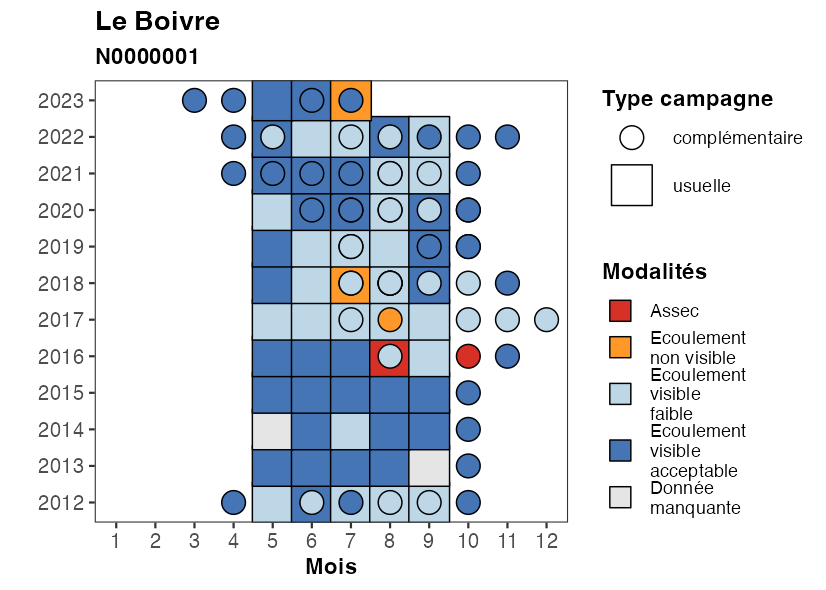 Le Boivre
N0000001
2023
2022
2021
2020
2019
2018
2017
2016
2015
2014
2013
2012
1 2 3 4 5 6 7 8 9 10 11 12
Mois
Type campagne
complémentaire
usuelle
Modalités
Assec
Ecoulement
non visible
Ecoulement
visible
faible
Ecoulement
visible
acceptable
Donnée
manquante